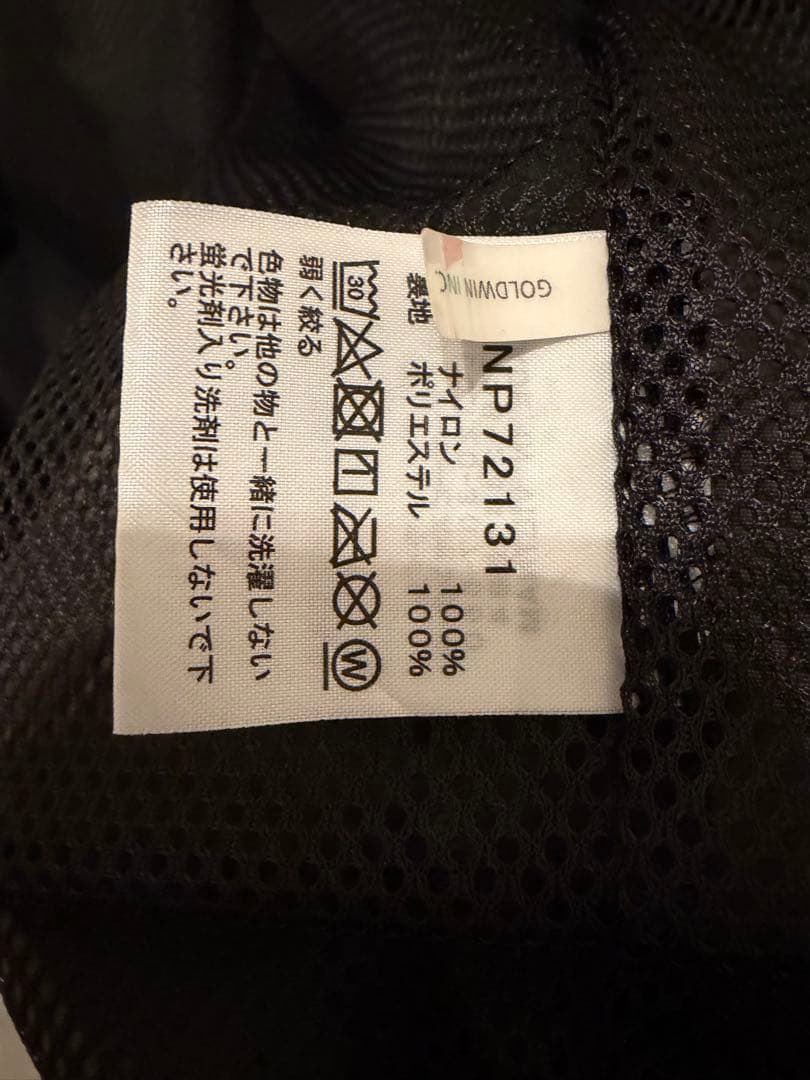 GOLDWIN INC.
NP72131
ナイロン 100%
裏地 ポリエステル 100%
30
W
弱く絞る
色物は他の物と一緒に洗濯しない
で下さい。
蛍光剤入り洗剤は使用しないで下
さい。